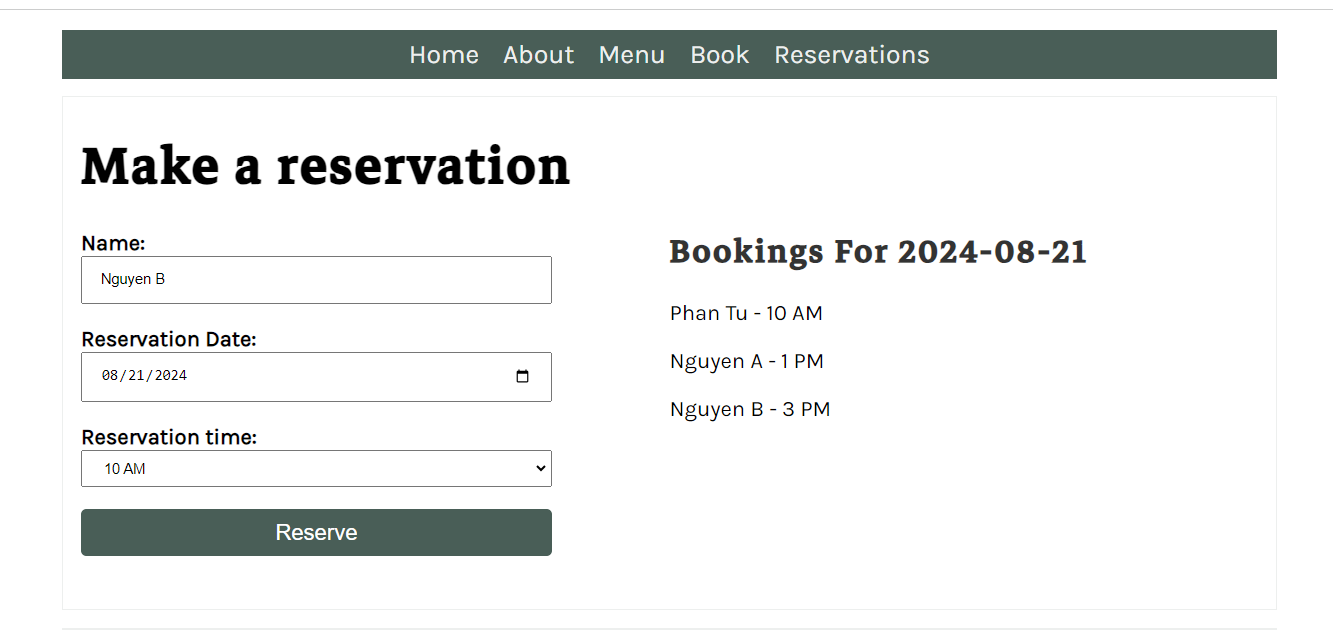 Home About Menu Book Reservations
Make a reservation
Name:
Nguyen B
Reservation Date:
08/21/2024
Reservation time:
10 AM
Reserve
Bookings For 2024-08-21
Phan Tu - 10 AM
Nguyen A - 1 PM
Nguyen B - 3 PM